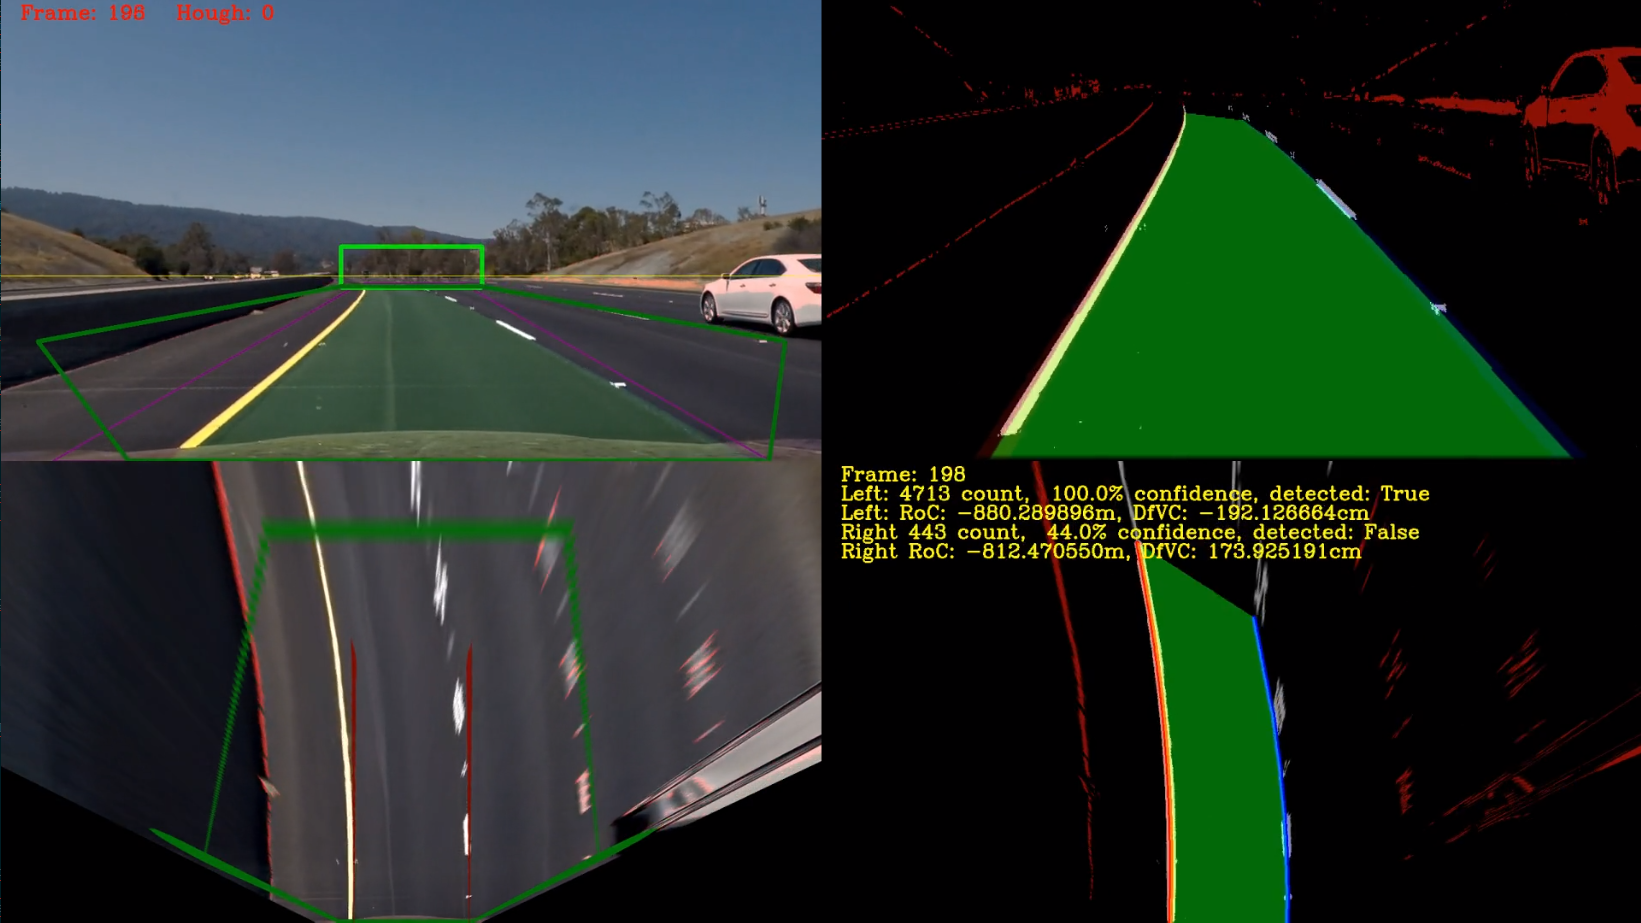 Frame: 198   Hough: 0
Frame: 198
Left: 4713 count,  100.0% confidence, detected: True
Left: RoC: −880.289896m, DfVC: −192.126664cm
Right 443 count,  44.0% confidence, detected: False
Right RoC: −812.470550m, DfVC: 173.925191cm